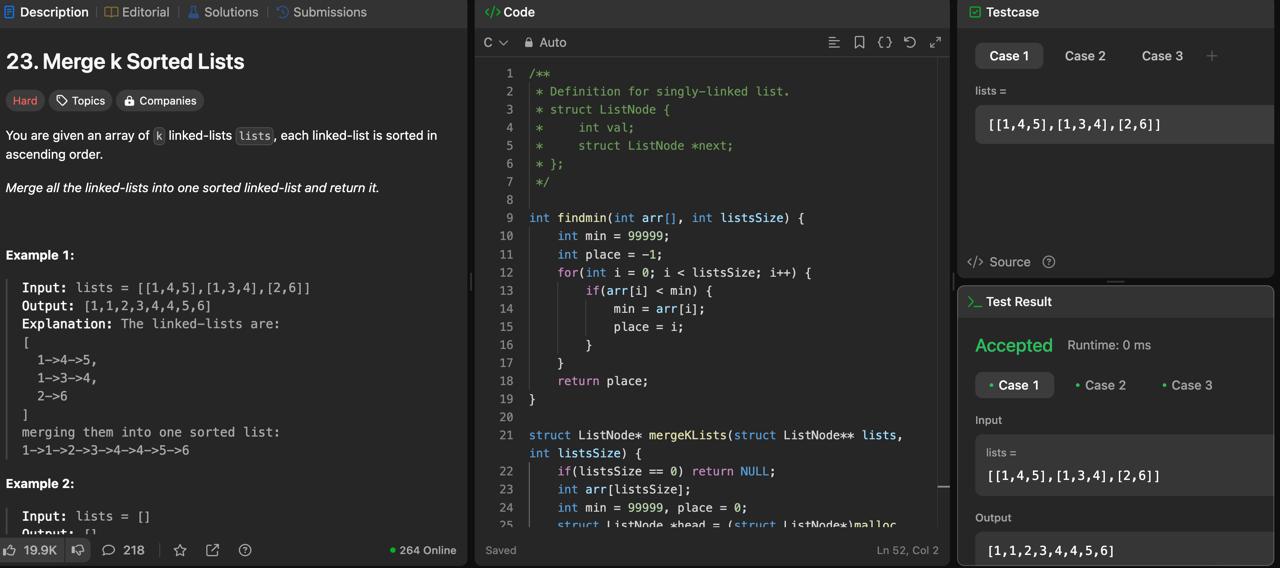 Description | Editorial | Solutions | Submissions
23. Merge k Sorted Lists
Hard Topics Companies
You are given an array of k linked-lists lists, each linked-list is sorted in
ascending order.
Merge all the linked-lists into one sorted linked-list and return it.
Example 1:
Input: lists = [[1,4,5],[1,3,4],[2,6]]
Output: [1,1,2,3,4,4,5,6]
Explanation: The linked-lists are:
[
  1->4->5,
  1->3->4,
  2->6
]
merging them into one sorted list:
1->1->2->3->4->4->5->6
Example 2:
Input: lists = []
Output: []
19.9K 218 264 Online
</> Code
C Auto
1 /**
2  * Definition for singly-linked list.
3  * struct ListNode {
4  *     int val;
5  *     struct ListNode *next;
6  * };
7  */
8
9 int findmin(int arr[], int listsSize) {
10     int min = 99999;
11     int place = -1;
12     for(int i = 0; i < listsSize; i++) {
13         if(arr[i] < min) {
14             min = arr[i];
15             place = i;
16         }
17     }
18     return place;
19 }
20
21 struct ListNode* mergeKLists(struct ListNode** lists,
int listsSize) {
22     if(listsSize == 0) return NULL;
23     int arr[listsSize];
24     int min = 99999, place = 0;
25     struct ListNode *head = (struct ListNode*)malloc
Saved Ln 52, Col 2
Testcase
Case 1 Case 2 Case 3 +
lists =
[[1,4,5],[1,3,4],[2,6]]
</> Source ?
>_ Test Result
Accepted Runtime: 0 ms
• Case 1 • Case 2 • Case 3
Input
lists =
[[1,4,5],[1,3,4],[2,6]]
Output
[1,1,2,3,4,4,5,6]